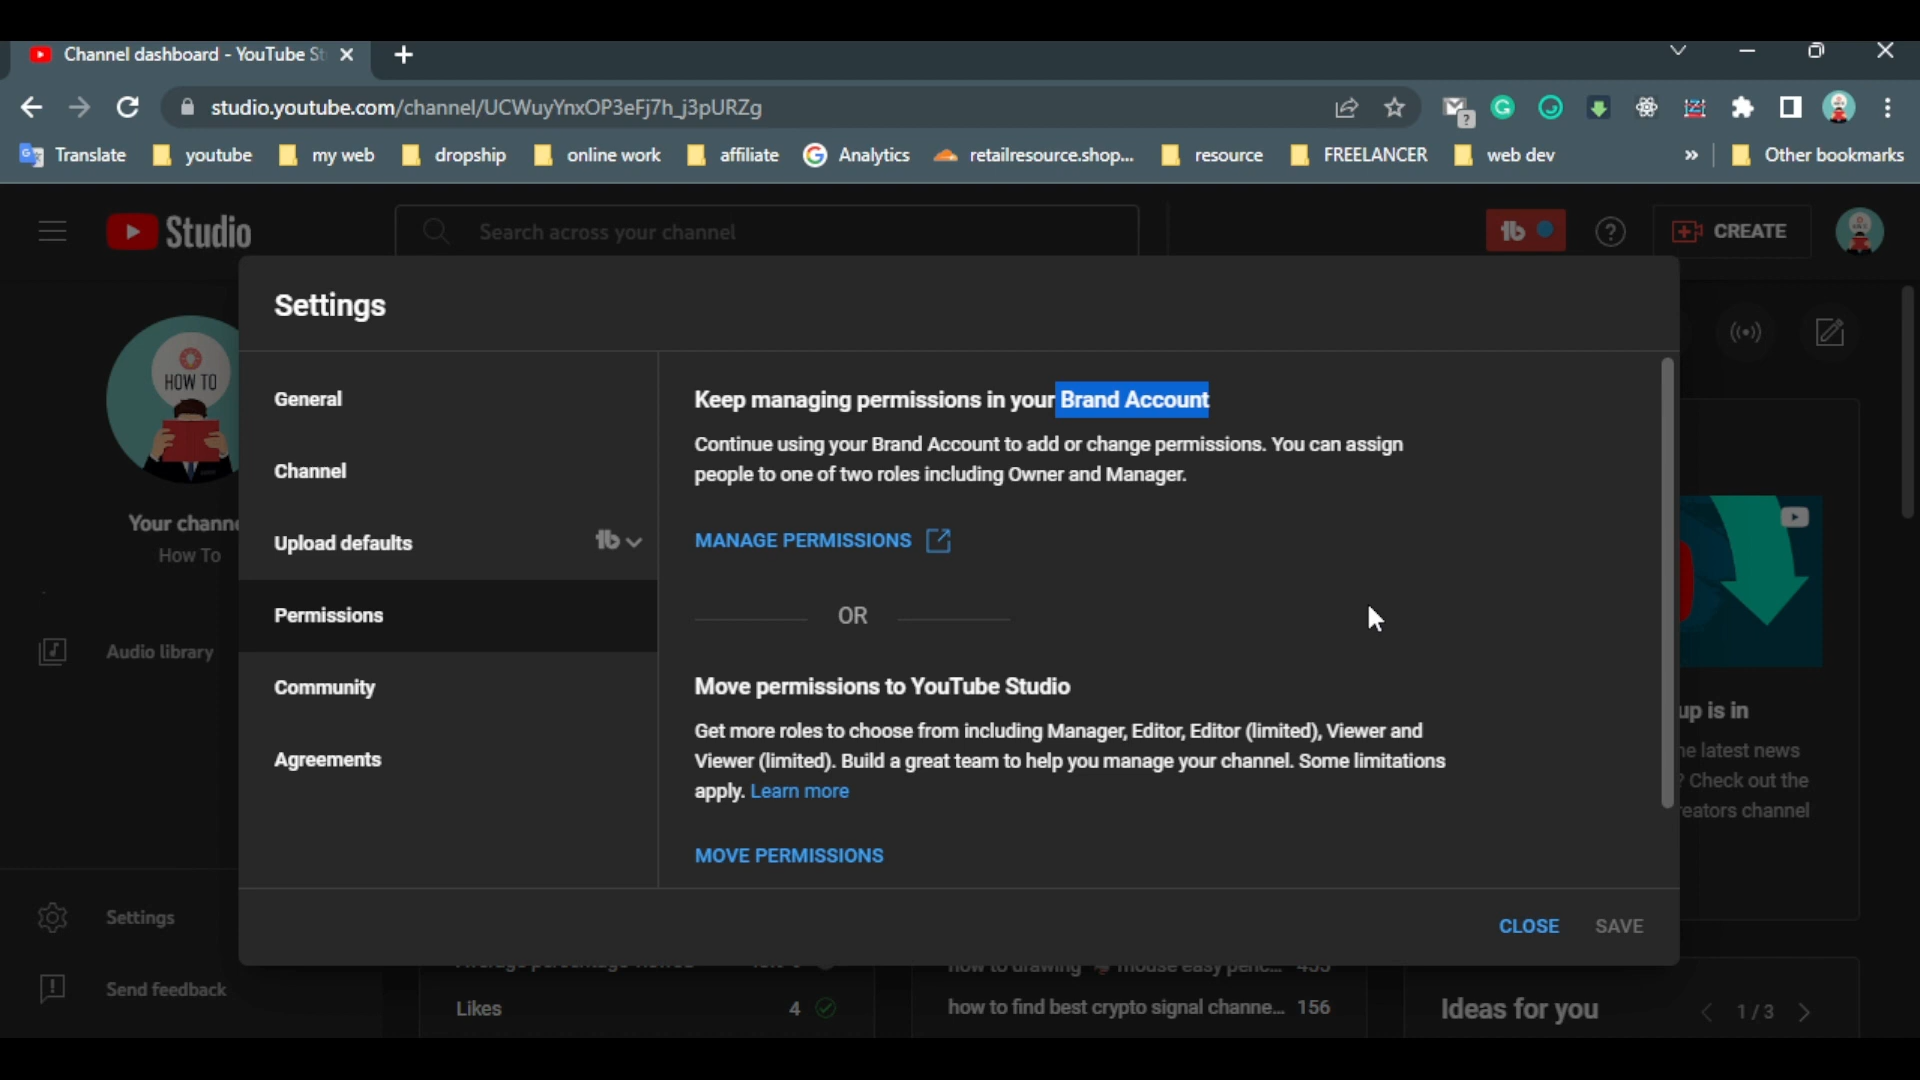 Channel dashboard - YouTube St
studio.youtube.com/channel/UCWuyYnxOP3eFj7h_j3pURZg
Translate youtube my web dropship online work affiliate Analytics retailresource.shop... resource FREELANCER web dev » Other bookmarks
Studio Search across your channel CREATE
Settings
HOW TO
Your channe
How To
Audio library
Settings
Send feedback
General
Channel
Upload defaults
Permissions
Community
Agreements
Keep managing permissions in your Brand Account
Continue using your Brand Account to add or change permissions. You can assign
people to one of two roles including Owner and Manager.
MANAGE PERMISSIONS
OR
Move permissions to YouTube Studio
Get more roles to choose from including Manager, Editor, Editor (limited), Viewer and
Viewer (limited). Build a great team to help you manage your channel. Some limitations
apply. Learn more
MOVE PERMISSIONS
CLOSE SAVE
up is in
latest news
? Check out the
eators channel
Likes 4
how to find best crypto signal channe... 156
Ideas for you 1 / 3